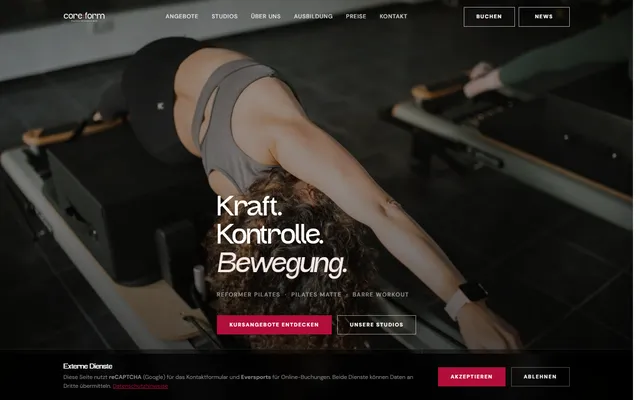 core form
ANGEBOTE STUDIOS ÜBER UNS AUSBILDUNG PREISE KONTAKT
BUCHEN NEWS
Kraft.
Kontrolle.
Bewegung.
REFORMER PILATES · PILATES MATTE · BARRE WORKOUT
KURSANGEBOTE ENTDECKEN UNSERE STUDIOS
Externe Dienste
Diese Seite nutzt reCAPTCHA (Google) für das Kontaktformular und Eversports für Online-Buchungen. Beide Dienste können Daten an
Dritte übermitteln. Datenschutzhinweise
AKZEPTIEREN ABLEHNEN